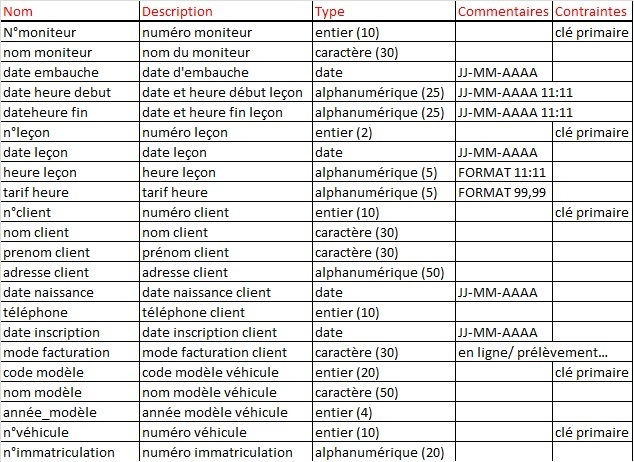 Nom Description Type Commentaires Contraintes
N°moniteur numéro moniteur entier (10) clé primaire
nom moniteur nom du moniteur caractère (30)
date embauche date d'embauche date JJ-MM-AAAA
date heure debut date et heure début leçon alphanumérique (25) JJ-MM-AAAA 11:11
dateheure fin date et heure fin leçon alphanumérique (25) JJ-MM-AAAA 11:11
n°leçon numéro leçon entier (2) clé primaire
date leçon date leçon date JJ-MM-AAAA
heure leçon heure leçon alphanumérique (5) FORMAT 11:11
tarif heure tarif heure alphanumérique (5) FORMAT 99,99
n°client numéro client entier (10) clé primaire
nom client nom client caractère (30)
prenom client prénom client caractère (30)
adresse client adresse client alphanumérique (50)
date naissance date naissance client date JJ-MM-AAAA
téléphone téléphone client entier (10)
date inscription date inscription client date JJ-MM-AAAA
mode facturation mode facturation client caractère (30) en ligne/ prélèvement...
code modèle code modèle véhicule entier (20) clé primaire
nom modèle nom modèle véhicule caractère (50)
année_modèle année modèle véhicule entier (4)
n°véhicule numéro véhicule entier (10) clé primaire
n°immatriculation numéro immatriculation alphanumérique (20)